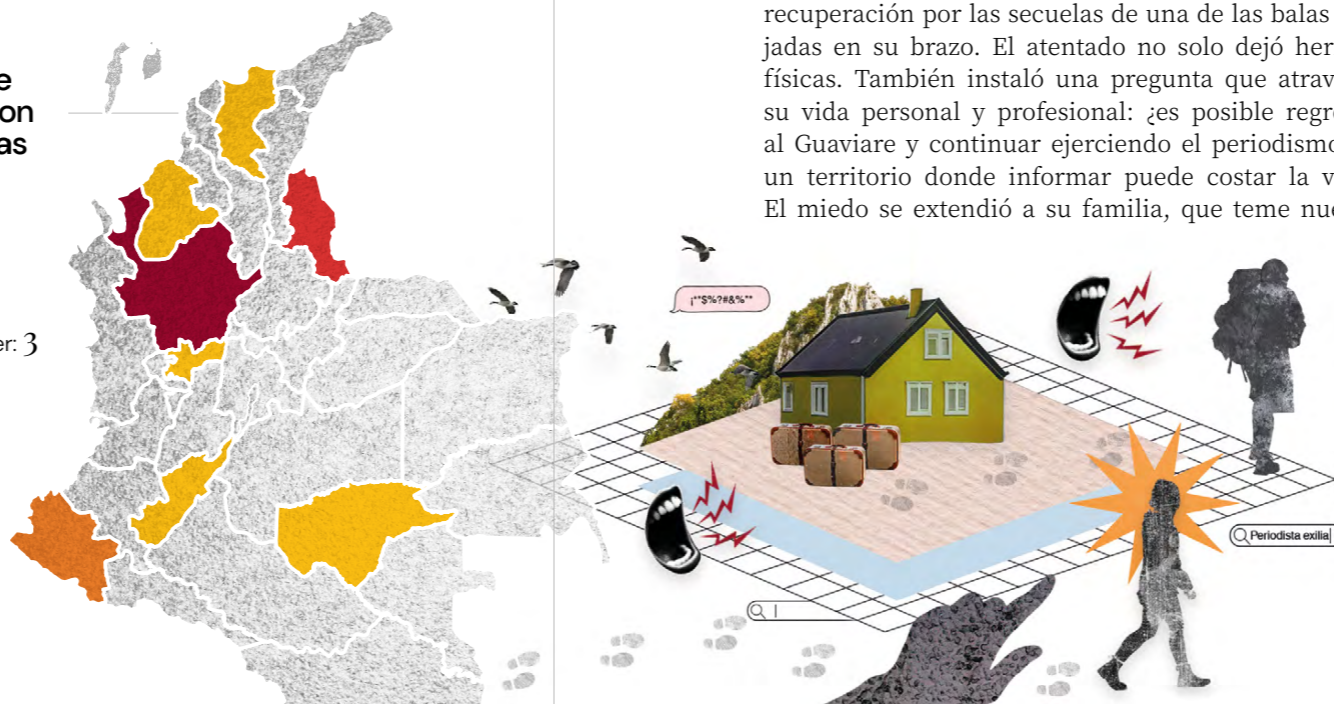 e
on
as
er: 3
recuperación por las secuelas de una de las balas
jadas en su brazo. El atentado no solo dejó her
físicas. También instaló una pregunta que atrav
su vida personal y profesional: ¿es posible regre
al Guaviare y continuar ejerciendo el periodismo
un territorio donde informar puede costar la v
El miedo se extendió a su familia, que teme nue
¡**$%?#&%**
Periodista exilia